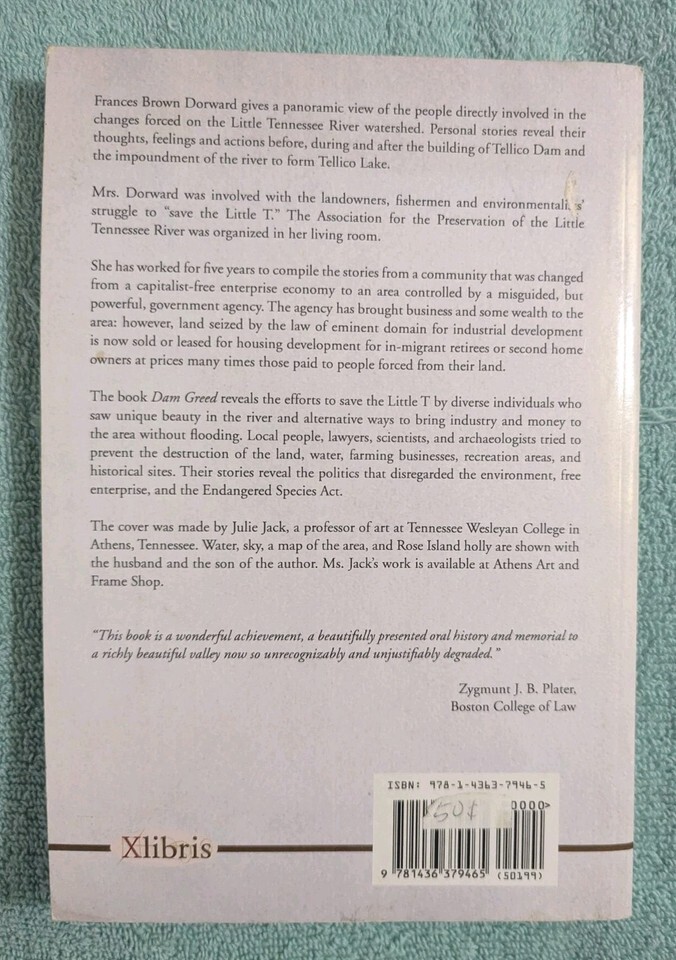 Frances Brown Dorward gives a panoramic view of the people directly involved in the
changes forced on the Little Tennessee River watershed. Personal stories reveal their
thoughts, feelings and actions before, during and after the building of Tellico Dam and
the impoundment of the river to form Tellico Lake.
Mrs. Dorward was involved with the landowners, fishermen and
struggle to “save the Little T.” The Association for the Preservation of the Little
Tennessee River was organized in her living room.
She has worked for five years to compile the stories from a community that was changed
from a capitalist-free enterprise economy to an area controlled by a misguided, but
powerful, government agency. The agency has brought business and some wealth to the
area: however, land seized by the law of eminent domain for industrial development
is now sold or leased for housing development for in-migrant retirees or second home
owners at prices many times those paid to people forced from their land.
The book Dam Greed reveals the efforts to save the Little T by diverse individuals who
saw unique beauty in the river and alternative ways to bring industry and money to
the area without flooding. Local people, lawyers, scientists, and archaeologists tried to
prevent the destruction of the land, water, farming businesses, recreation areas, and
historical sites. Their stories reveal the politics that disregarded the environment, free
enterprise, and the Endangered Species Act.
The cover was made by Julie Jack, a professor of art at Tennessee Wesleyan College in
Athens, Tennessee. Water, sky, a map of the area, and Rose Island holly are shown with
the husband and the son of the author. Ms. Jack’s work is available at Athens Art and
Frame Shop.
“This book is a wonderful achievement, a beautifully presented oral history and memorial to
a richly beautiful valley now so unrecognizably and unjustifiably degraded.”
Zygmunt J. B. Plater,
Boston College of Law
ISBN: 978-1-4363-7946-5
50¢ 0000>
Xlibris
9 781436 379465 (50199)